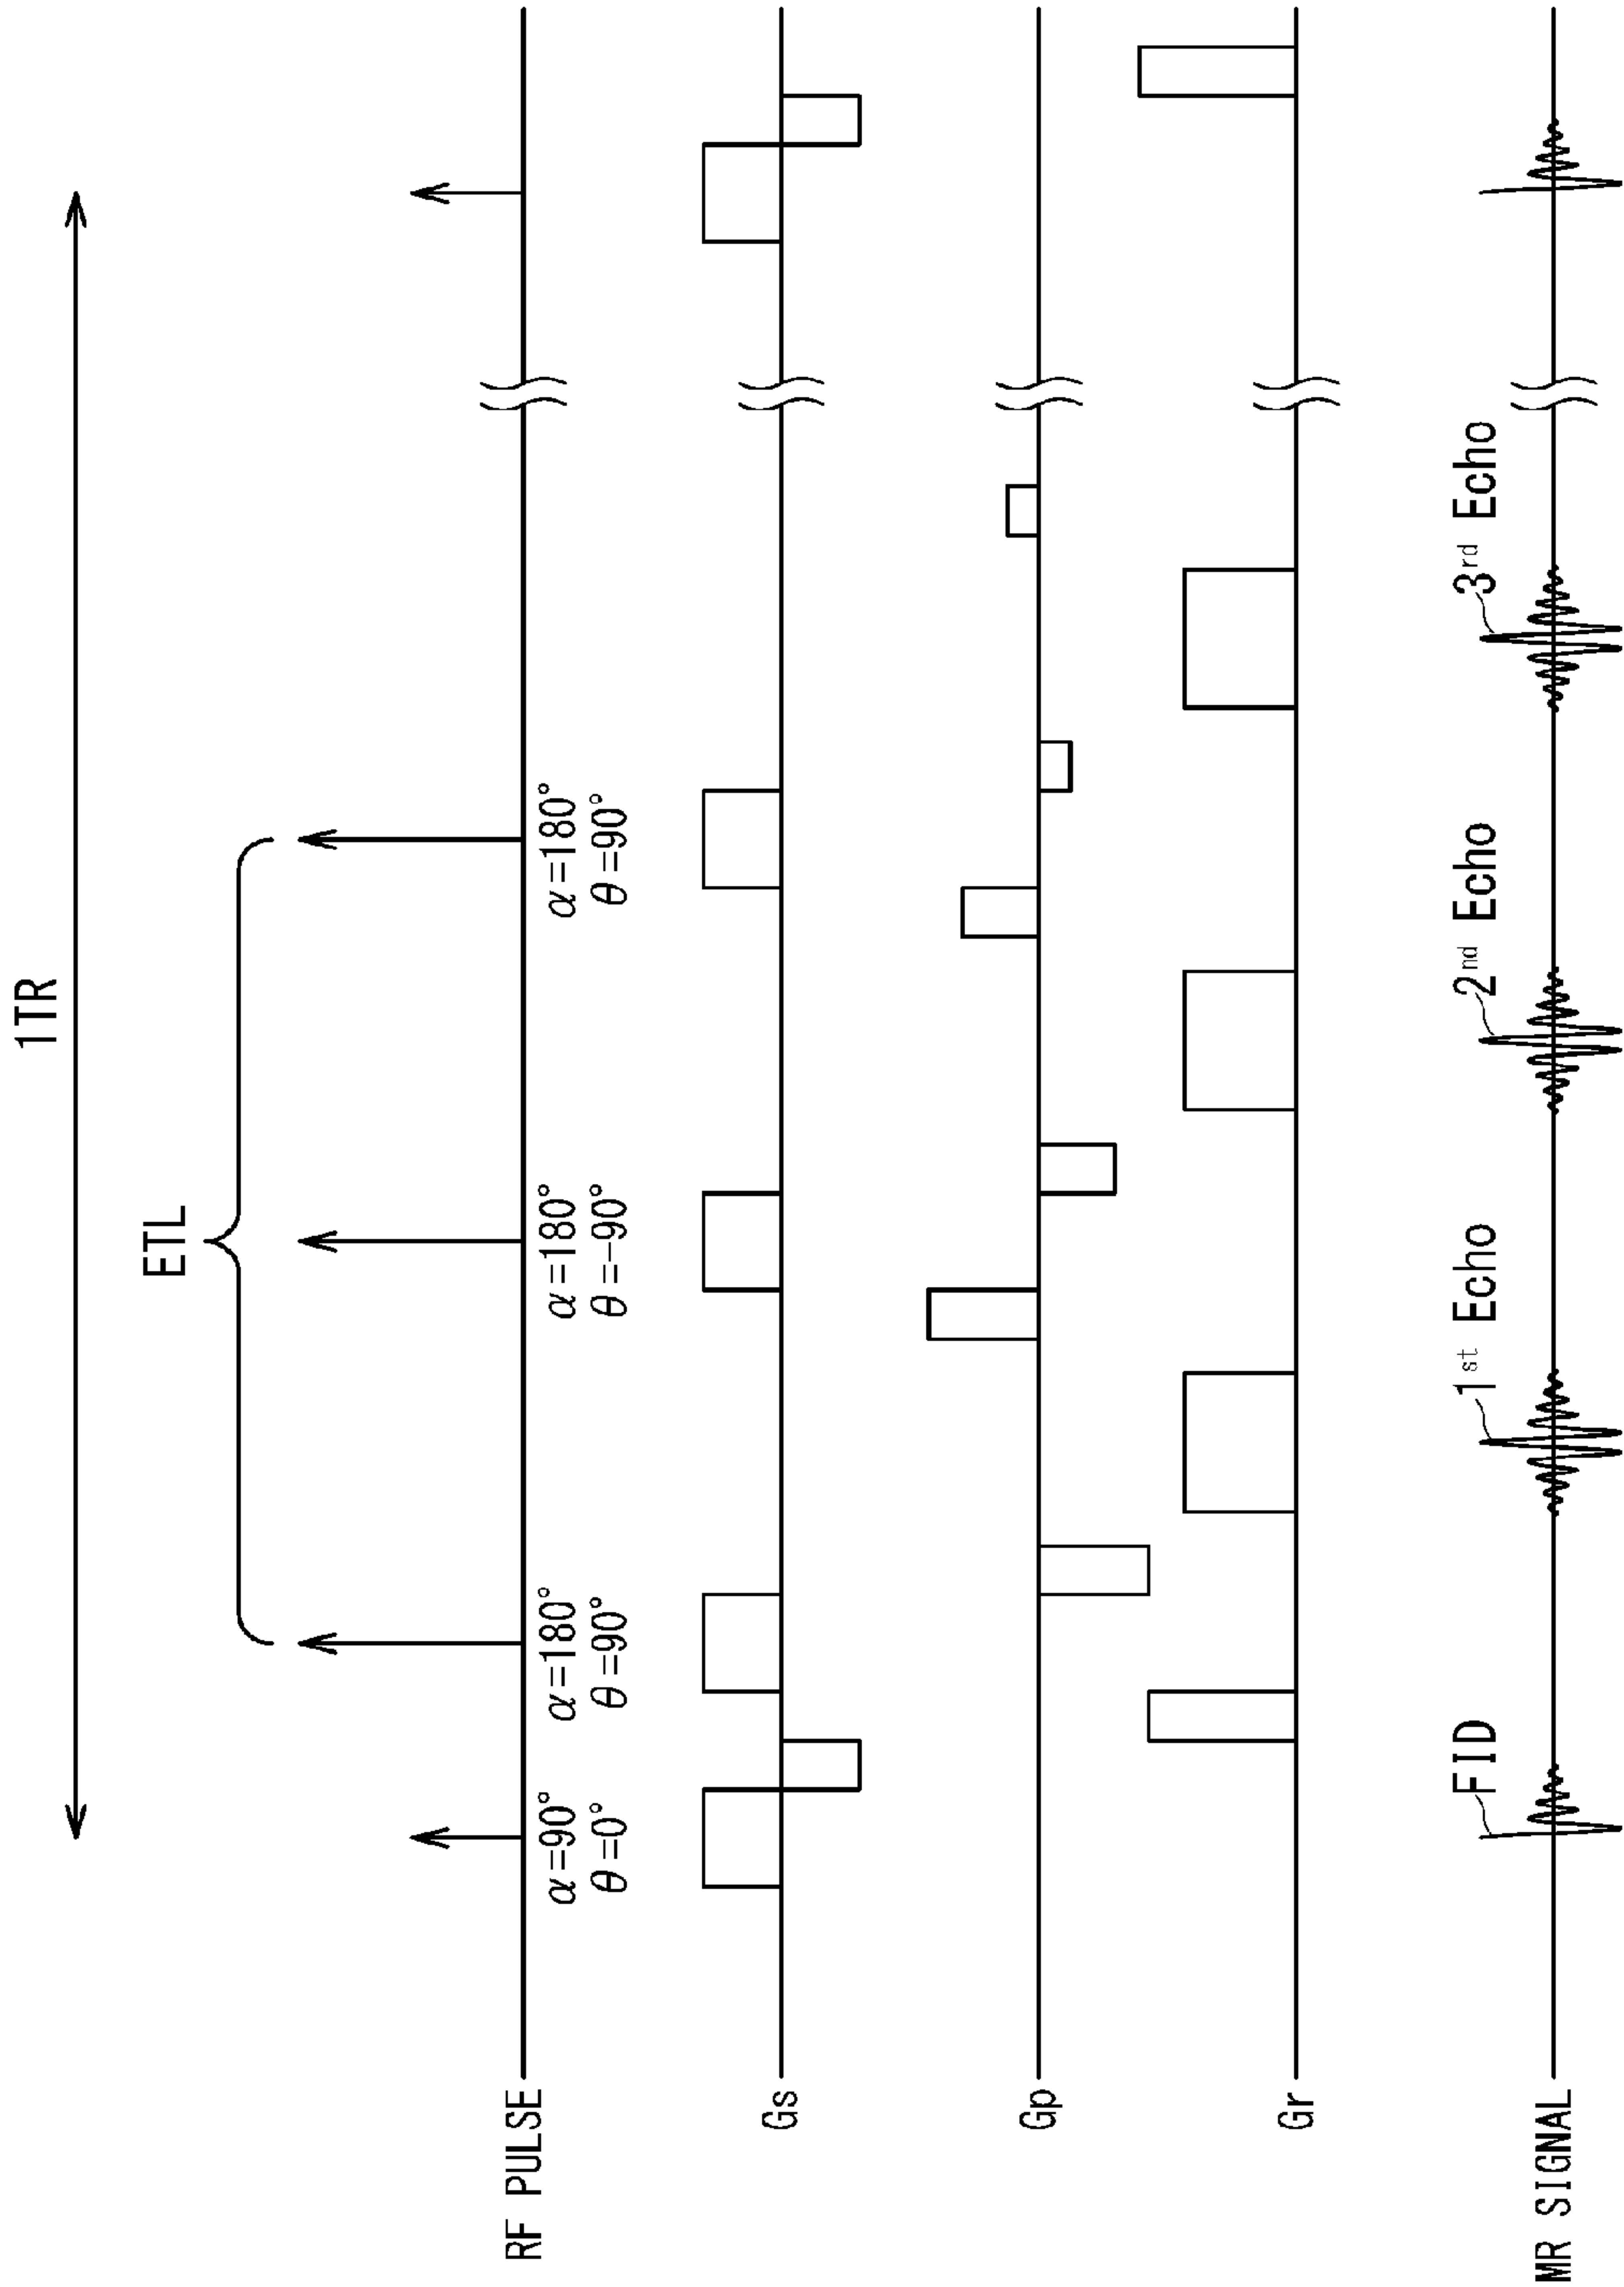 1TR
ETL
RF PULSE
α=90°
θ=0°
α=180°
θ=90°
α=180°
θ=-90°
α=180°
θ=90°
Gs
Gp
Gr
MR SIGNAL
FID
1st Echo
2nd Echo
3rd Echo